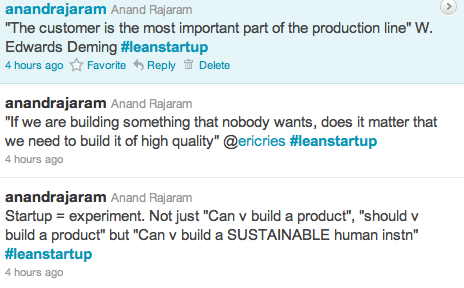 anandrajaram Anand Rajaram
"The customer is the most important part of the production line" W.
Edwards Deming #leanstartup
4 hours ago Favorite Reply Delete
anandrajaram Anand Rajaram
"If we are building something that nobody wants, does it matter that
we need to build it of high quality" @ericries #leanstartup
4 hours ago
anandrajaram Anand Rajaram
Startup = experiment. Not just "Can v build a product", "should v
build a product" but "Can v build a SUSTAINABLE human instn"
#leanstartup
4 hours ago